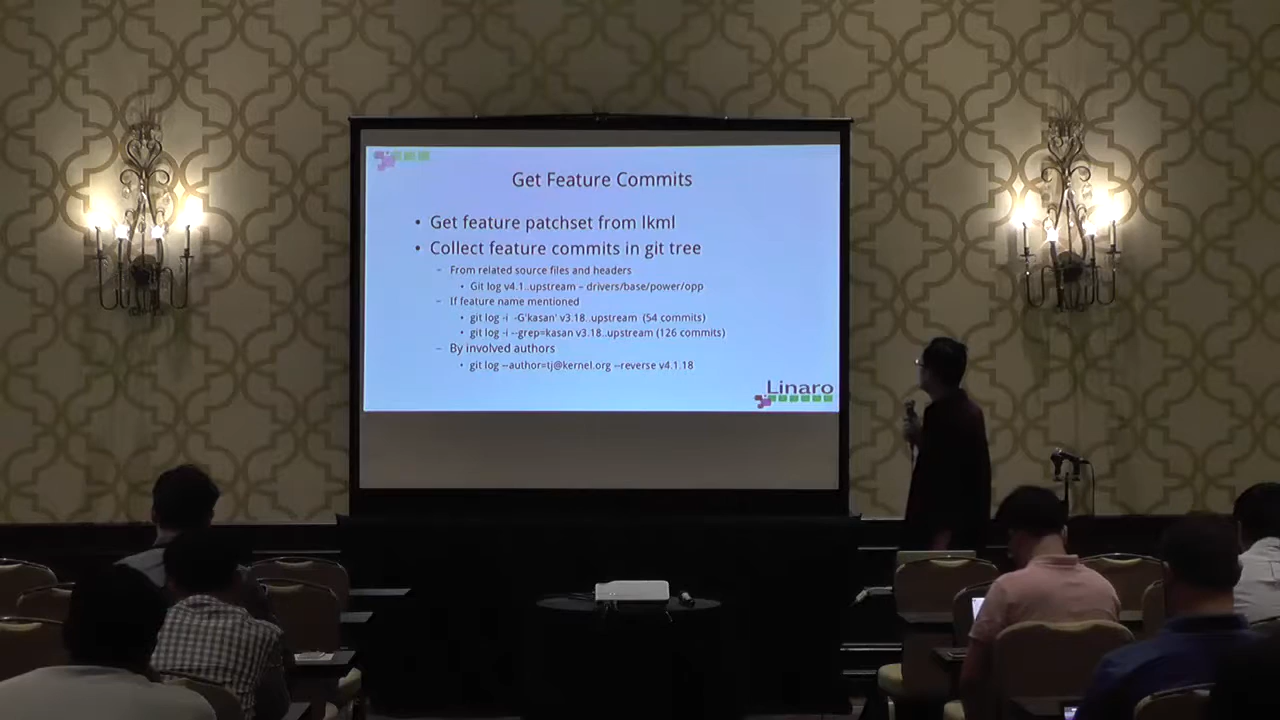 Get Feature Commits
• Get feature patchset from lkml
• Collect feature commits in git tree
– From related source files and headers
• Git log v4.1..upstream – drivers/base/power/opp
– If feature name mentioned
• git log -i -G'kasan' v3.18..upstream (54 commits)
• git log -i --grep=kasan v3.18..upstream (126 commits)
– By involved authors
• git log --author=tj@kernel.org --reverse v4.1.18
Linaro